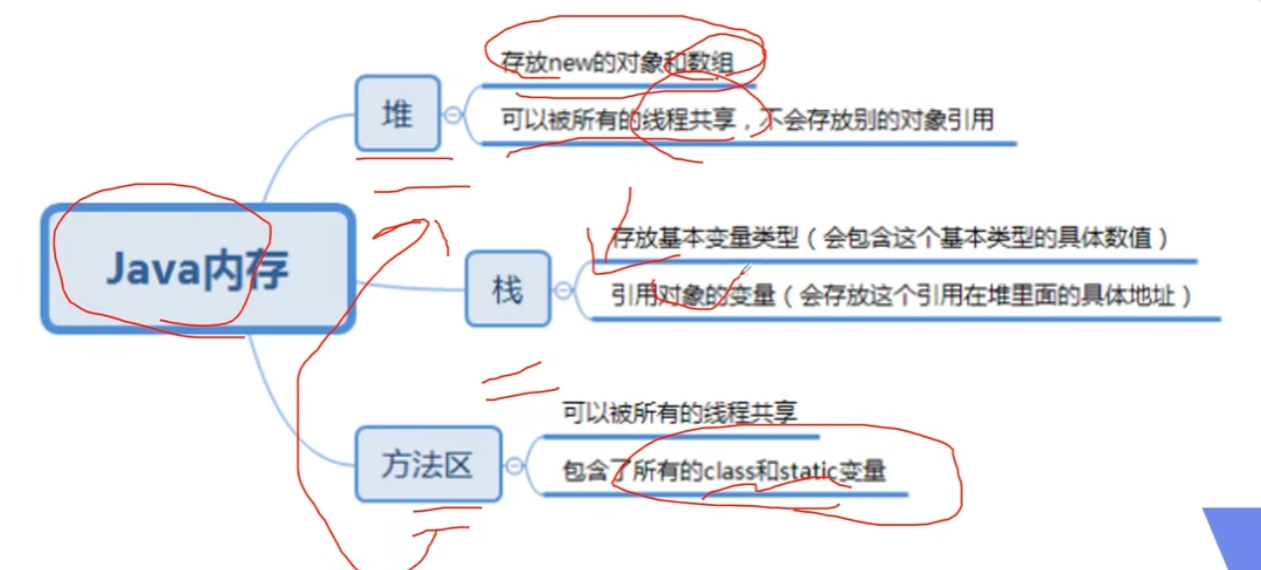 存放new的对象和数组
堆
可以被所有的线程共享，不会存放别的对象引用
Java内存
存放基本变量类型（会包含这个基本类型的具体数值）
栈
引用对象的变量（会存放这个引用在堆里面的具体地址）
可以被所有的线程共享
方法区
包含了所有的class和static变量